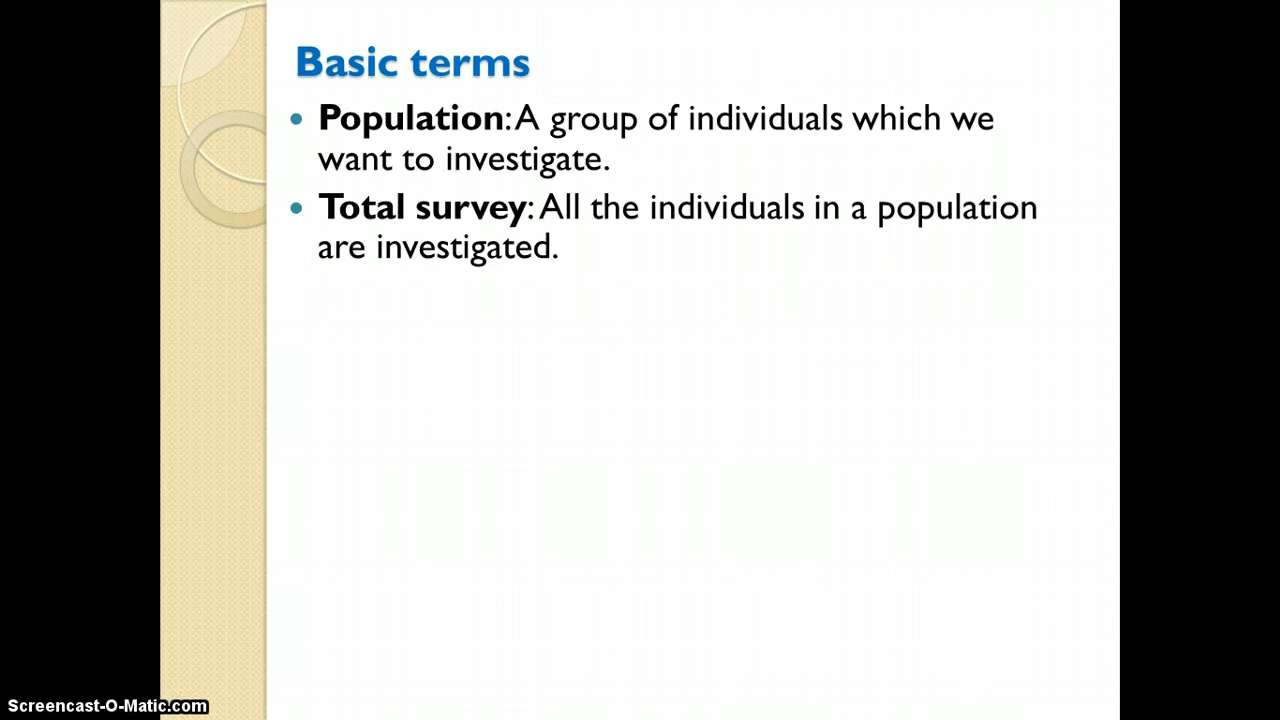 Basic terms
• Population: A group of individuals which we
want to investigate.
• Total survey: All the individuals in a population
are investigated.
Screencast-O-Matic.com